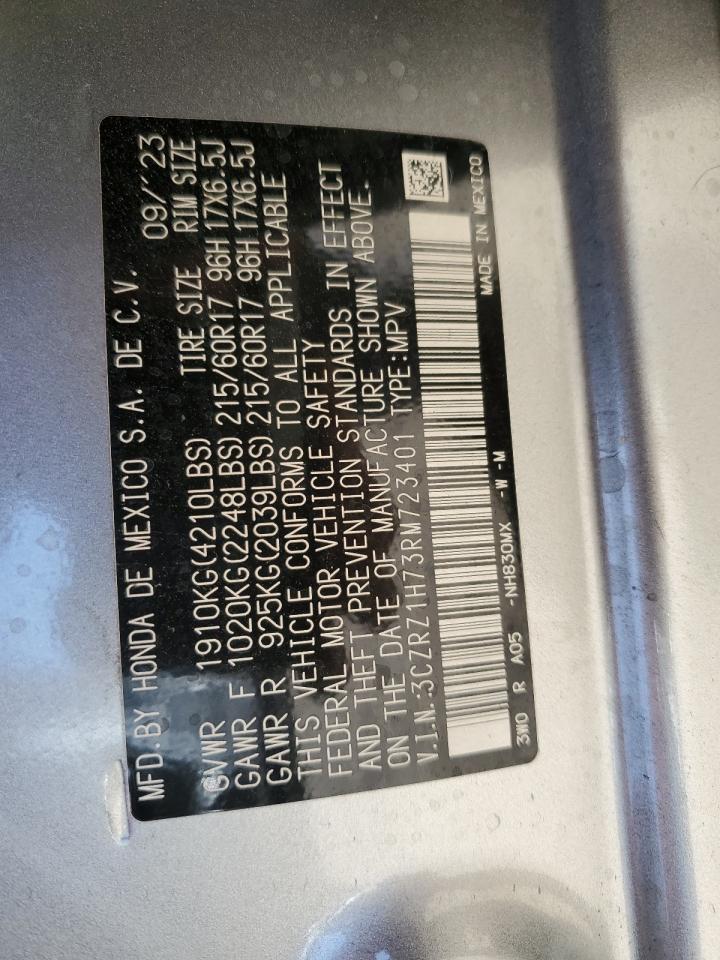 MFD.BY HONDA DE MEXICO S.A. DE C.V. 09/'23
GVWR 1910KG(4210LBS) TIRE SIZE RIM SIZE
GAWR F 1020KG(2248LBS) 215/60R17 96H 17X6.5J
GAWR R 925KG(2039LBS) 215/60R17 96H 17X6.5J
THIS VEHICLE CONFORMS TO ALL APPLICABLE
FEDERAL MOTOR VEHICLE SAFETY
AND THEFT PREVENTION STANDARDS IN EFFECT
ON THE DATE OF MANUFACTURE SHOWN ABOVE.
V.I.N.:3CZRZ1H73RM723401 TYPE:MPV
3W0 R A05 -NH830MX -W -M MADE IN MEXICO